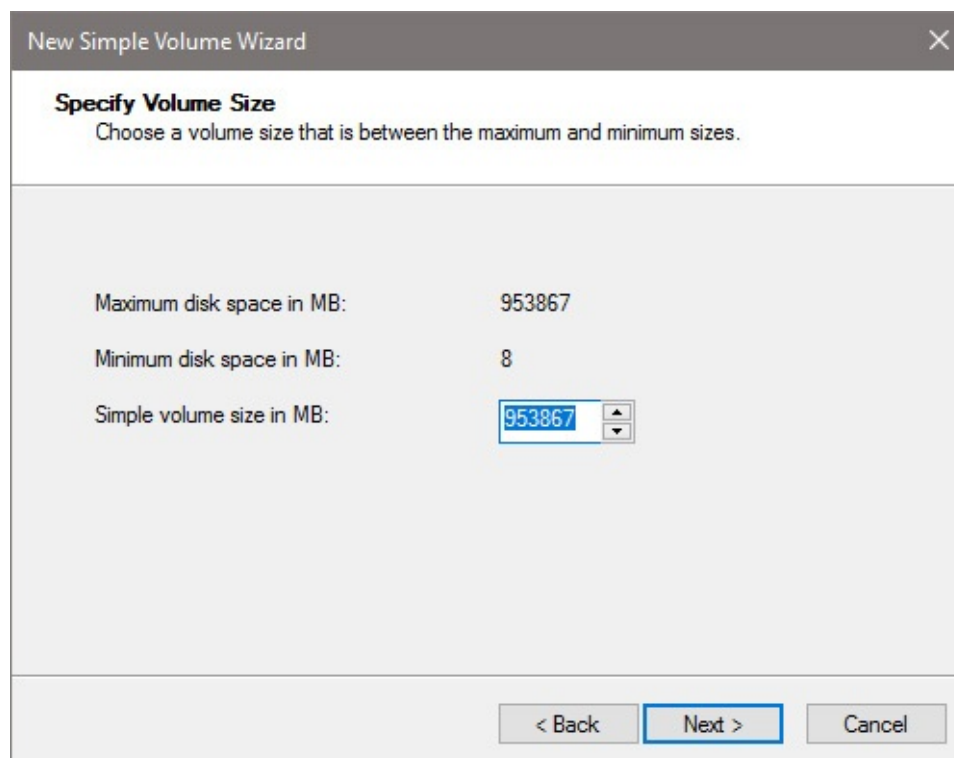 New Simple Volume Wizard
Specify Volume Size
Choose a volume size that is between the maximum and minimum sizes.
Maximum disk space in MB: 953867
Minimum disk space in MB: 8
Simple volume size in MB: 953867
< Back Next > Cancel